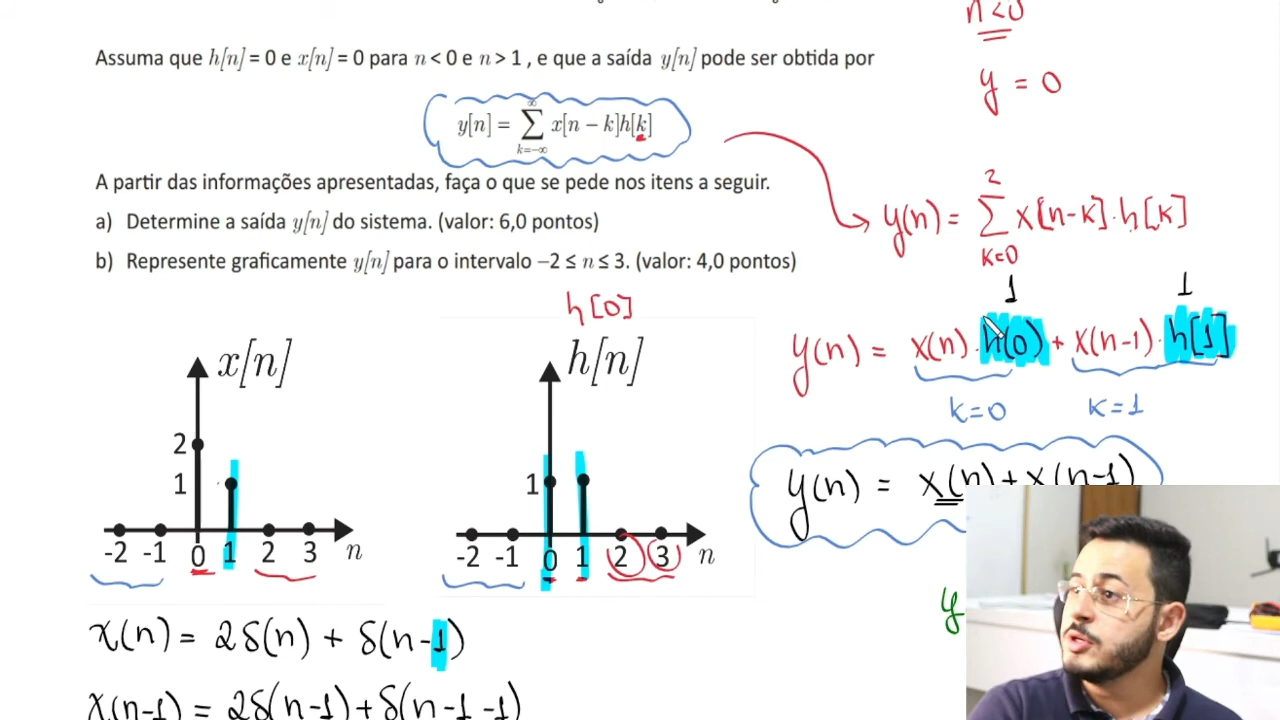 n<0
y = 0
Assuma que h[n] = 0 e x[n] = 0 para n < 0 e n > 1 , e que a saída y[n] pode ser obtida por
y[n] = ∞ ∑ k=-∞ x[n − k]h[k]
A partir das informações apresentadas, faça o que se pede nos itens a seguir.
a) Determine a saída y[n] do sistema. (valor: 6,0 pontos)
b) Represente graficamente y[n] para o intervalo −2 ≤ n ≤ 3. (valor: 4,0 pontos)
y(n) = 2 ∑ k=0 x[n-k]·h[k]
1 1
y(n) = x(n)·h(0) + x(n-1)·h[1]
k=0 k=1
y(n) = x(n) + x(n-1)
y
h[0]
x[n]
2
1
-2 -1 0 1 2 3 n
h[n]
1
-2 -1 0 1 2 3 n
x(n) = 2δ(n) + δ(n-1)
x(n-1) = 2δ(n-1)+δ(n-1-1)